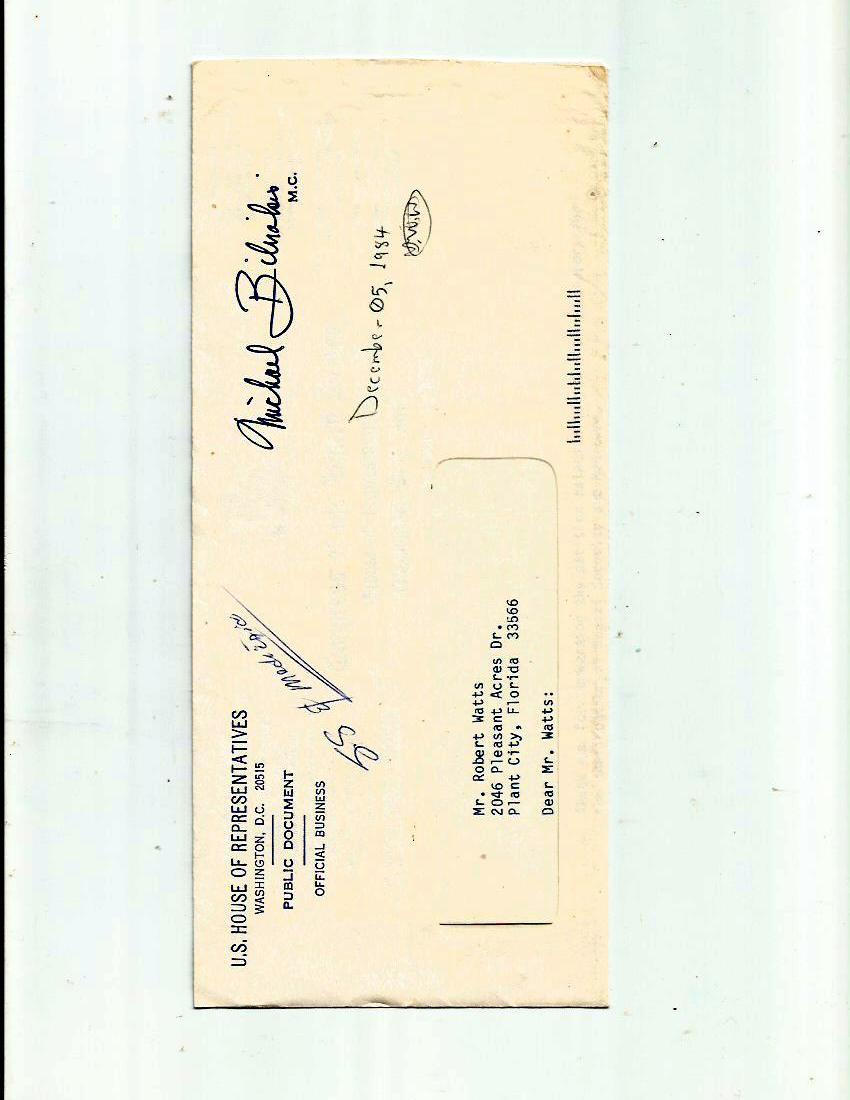 U.S. HOUSE OF REPRESENTATIVES
WASHINGTON, D.C. 20515
PUBLIC DOCUMENT
OFFICIAL BUSINESS
Michael Bilirakis
M.C.
December-05, 1984
Mr. Robert Watts
2046 Pleasant Acres Dr.
Plant City, Florida 33566
Dear Mr. Watts: